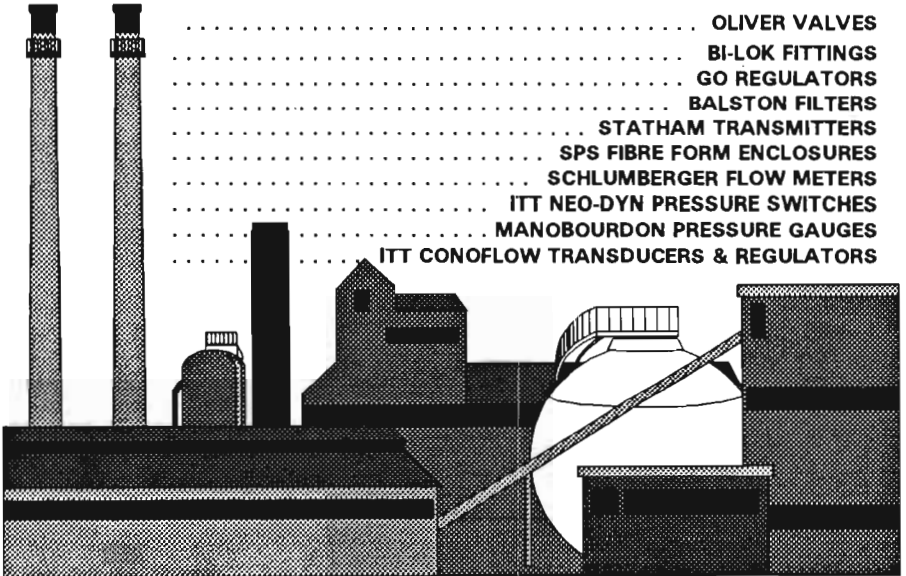 . . . . . . . . . . . . . . . . . . . . . . . . . . . . . . . . . OLIVER VALVES
. . . . . . . . . . . . . . . . . . . . . . . . . . . . . . . . . BI-LOK FITTINGS
. . . . . . . . . . . . . . . . . . . . . . . . . . . . . . . . . GO REGULATORS
. . . . . . . . . . . . . . . . . . . . . . . . . . . . . . . . BALSTON FILTERS
. . . . . . . . . . . . . . . . . . . . . . . . . . . STATHAM TRANSMITTERS
. . . . . . . . . . . . . . . . . . . . . . . . . SPS FIBRE FORM ENCLOSURES
. . . . . . . . . . . . . . . . . . . . . . . . SCHLUMBERGER FLOW METERS
. . . . . . . . . . . . . . . . . . . . . ITT NEO-DYN PRESSURE SWITCHES
. . . . . . . . . . . . . . . . . . . . . MANOBOURDON PRESSURE GAUGES
. . . . . . . . . . . . . ITT CONOFLOW TRANSDUCERS & REGULATORS